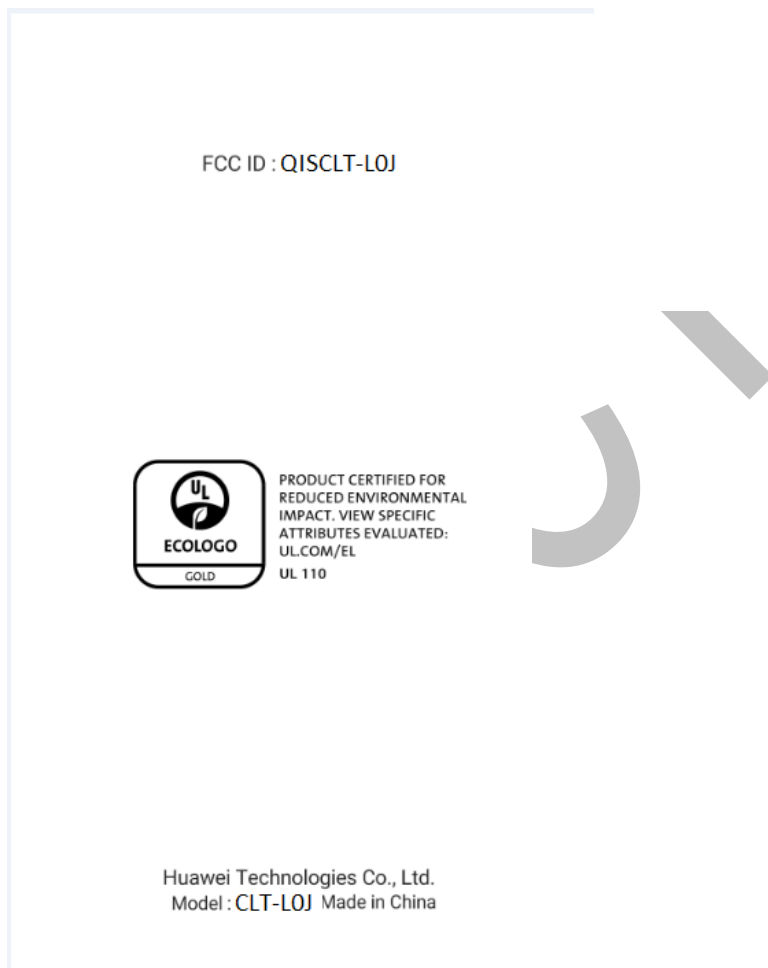 FCC ID : QISCLT-L0J
UL
ECOLOGO
GOLD
PRODUCT CERTIFIED FOR
REDUCED ENVIRONMENTAL
IMPACT. VIEW SPECIFIC
ATTRIBUTES EVALUATED:
UL.COM/EL
UL 110
Huawei Technologies Co., Ltd.
Model : CLT-L0J Made in China